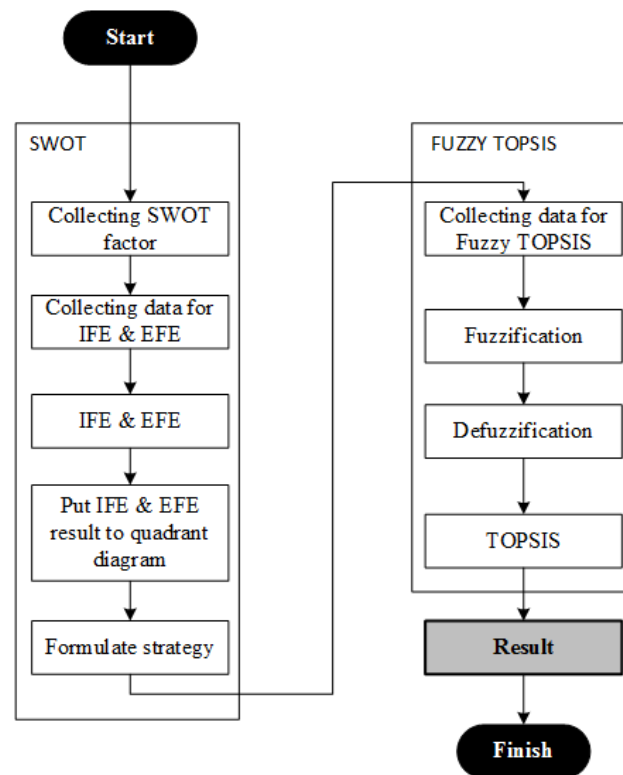 Start
SWOT
Collecting SWOT
factor
Collecting data for
IFE & EFE
IFE & EFE
Put IFE & EFE
result to quadrant
diagram
Formulate strategy
FUZZY TOPSIS
Collecting data for
Fuzzy TOPSIS
Fuzzification
Defuzzification
TOPSIS
Result
Finish